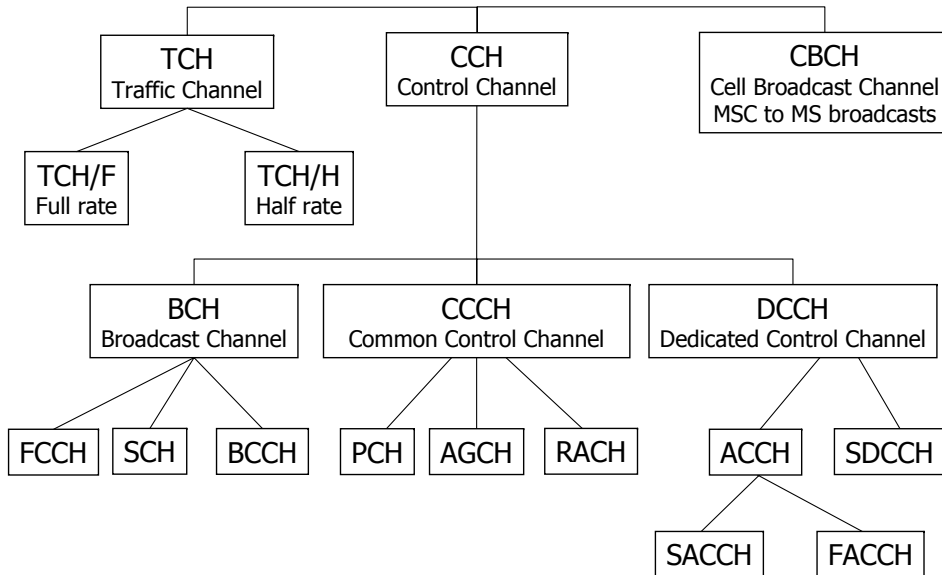 TCH
Traffic Channel
CCH
Control Channel
CBCH
Cell Broadcast Channel
MSC to MS broadcasts
TCH/F
Full rate
TCH/H
Half rate
BCH
Broadcast Channel
CCCH
Common Control Channel
DCCH
Dedicated Control Channel
FCCH
SCH
BCCH
PCH
AGCH
RACH
ACCH
SDCCH
SACCH
FACCH